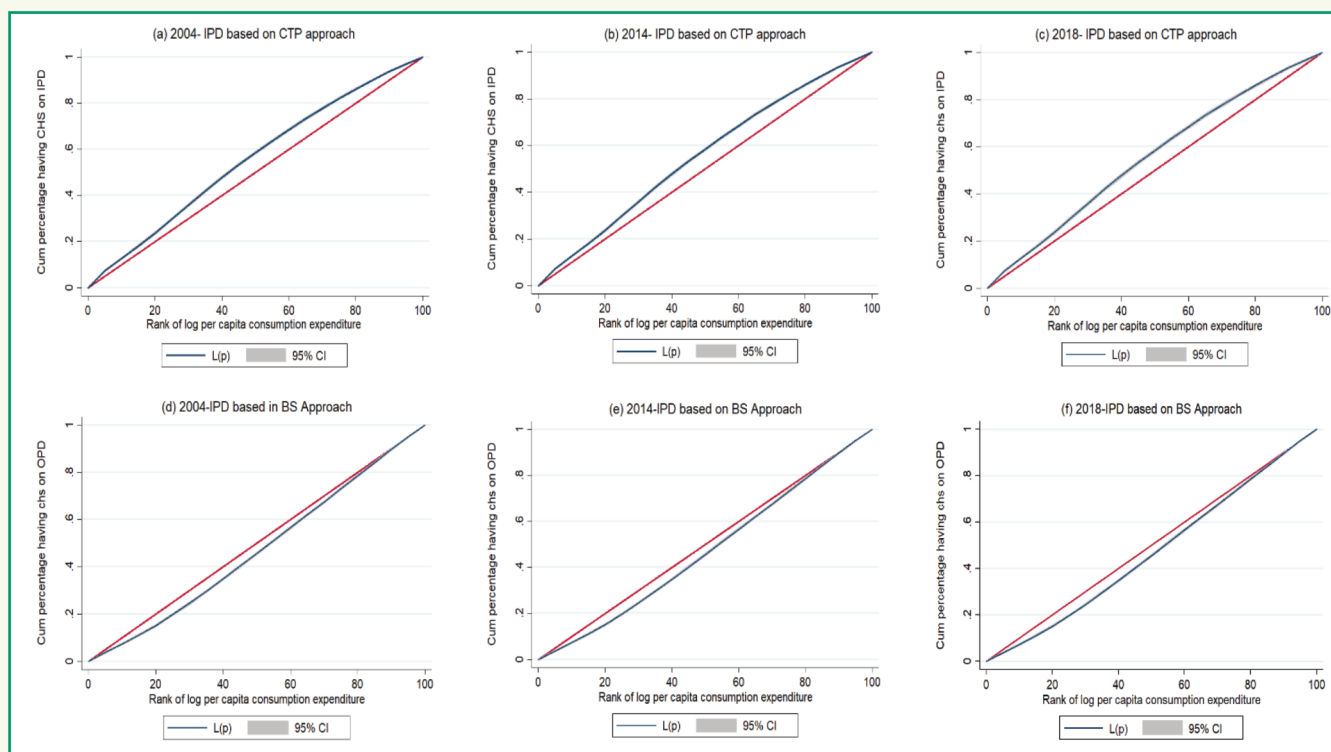 (a) 2004- IPD based on CTP approach
Cum percentage having CHS on IPD
0 .2 .4 .6 .8 1
0 20 40 60 80 100
Rank of log per capita consumption expenditure
L(p) 95% CI
(b) 2014- IPD based on CTP approach
Cum percentage having CHS on IPD
0 .2 .4 .6 .8 1
0 20 40 60 80 100
Rank of log per capita consumption expenditure
L(p) 95% CI
(c) 2018- IPD based on CTP approach
Cum percentage having chs on IPD
0 .2 .4 .6 .8 1
0 20 40 60 80 100
Rank of log per capita consumption expenditure
L(p) 95% CI
(d) 2004-IPD based in BS Approach
Cum percentage having chs on OPD
0 .2 .4 .6 .8 1
0 20 40 60 80 100
Rank of log per capita consumption expenditure
L(p) 95% CI
(e) 2014-IPD based on BS Approach
Cum percentage having chs on OPD
0 .2 .4 .6 .8 1
0 20 40 60 80 100
Rank of log per capita consumption expenditure
L(p) 95% CI
(f) 2018-IPD based on BS Approach
Cum percentage having chs on OPD
0 .2 .4 .6 .8 1
0 20 40 60 80 100
Rank of log per capita consumption expenditure
L(p) 95% CI